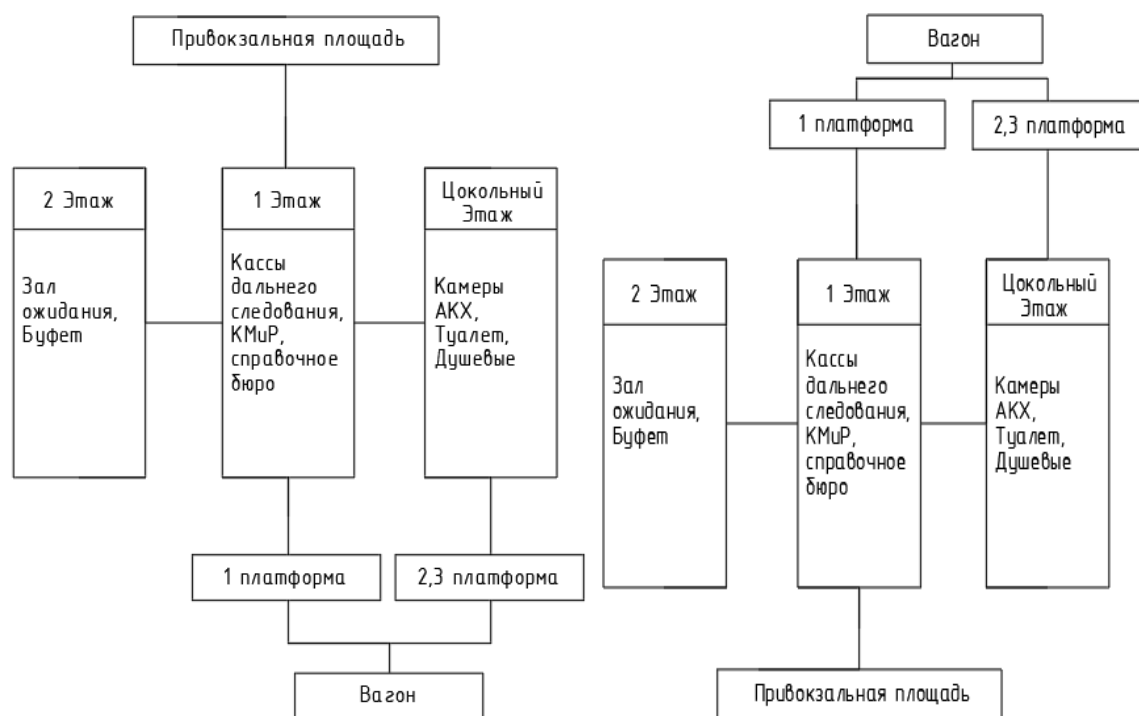 Привокзальная площадь
2 Этаж
1 Этаж
Цокольный
Этаж
Зал
ожидания,
Буфет
Кассы
дальнего
следования,
КМиР,
справочное
бюро
Камеры
АКХ,
Туалет,
Душевые
1 платформа
2,3 платформа
Вагон
Вагон
1 платформа
2,3 платформа
2 Этаж
1 Этаж
Цокольный
Этаж
Зал
ожидания,
Буфет
Кассы
дальнего
следования,
КМиР,
справочное
бюро
Камеры
АКХ,
Туалет,
Душевые
Привокзальная площадь